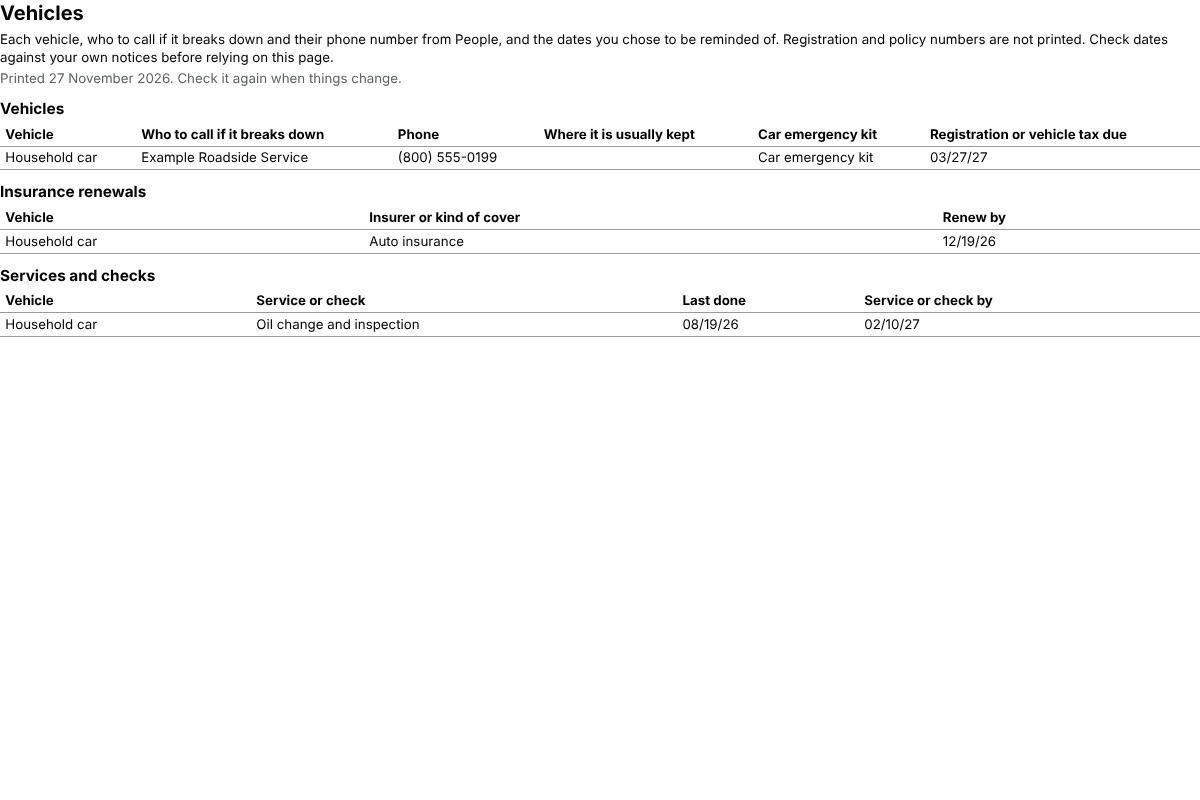 Vehicles
Each vehicle, who to call if it breaks down and their phone number from People, and the dates you chose to be reminded of. Registration and policy numbers are not printed. Check dates
against your own notices before relying on this page.
Printed 27 November 2026. Check it again when things change.
Vehicles
Vehicle Who to call if it breaks down Phone Where it is usually kept Car emergency kit Registration or vehicle tax due
Household car Example Roadside Service (800) 555-0199 Car emergency kit 03/27/27
Insurance renewals
Vehicle Insurer or kind of cover Renew by
Household car Auto insurance 12/19/26
Services and checks
Vehicle Service or check Last done Service or check by
Household car Oil change and inspection 08/19/26 02/10/27